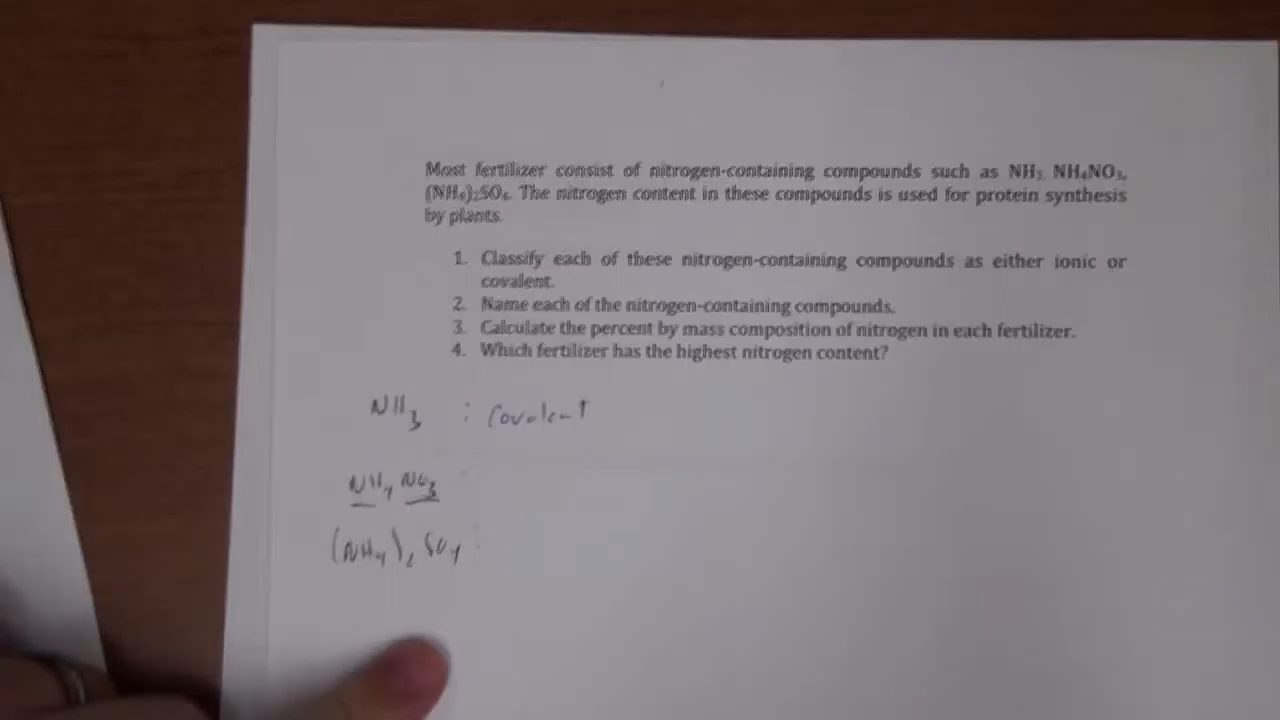 Most fertilizer consist of nitrogen-containing compounds such as NH₃, NH₄NO₃,
(NH₄)₂SO₄. The nitrogen content in these compounds is used for protein synthesis
by plants.
1. Classify each of these nitrogen-containing compounds as either ionic or
covalent.
2. Name each of the nitrogen-containing compounds.
3. Calculate the percent by mass composition of nitrogen in each fertilizer.
4. Which fertilizer has the highest nitrogen content?
NH₃ : Covalent
NH₄NO₃
(NH₄)₂SO₄ :